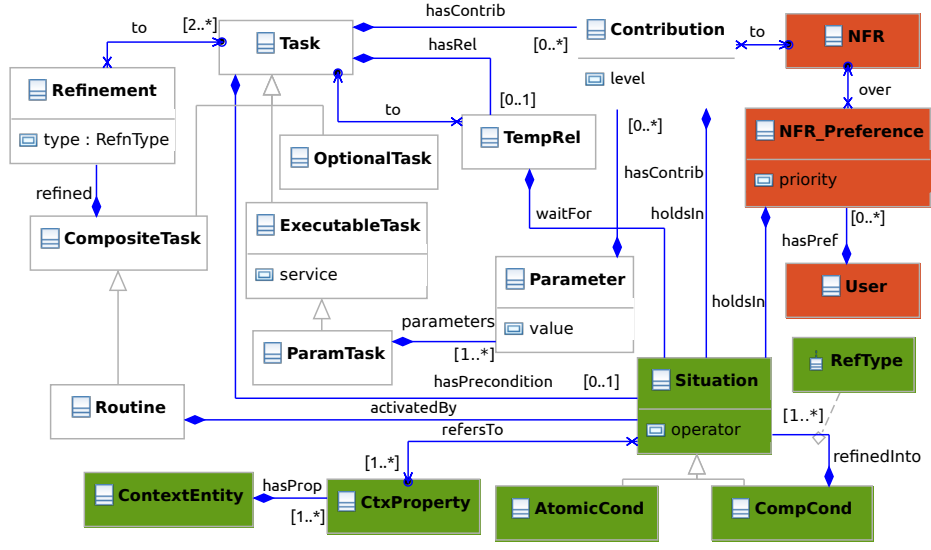 hasContrib
to
[2..*]
Task
[0..*]
Contribution
to
NFR
hasRel
level
Refinement
type : RefnType
to
[0..1]
TempRel
[0..*]
over
NFR_Preference
priority
OptionalTask
hasContrib
refined
CompositeTask
ExecutableTask
service
waitFor
holdsIn
[0..*]
hasPref
User
Parameter
value
holdsIn
parameters
[1..*]
ParamTask
RefType
hasPrecondition
[0..1]
Situation
operator
Routine
activatedBy
[1..*]
refersTo
refinedInto
[1..*]
ContextEntity
hasProp
[1..*]
CtxProperty
AtomicCond
CompCond